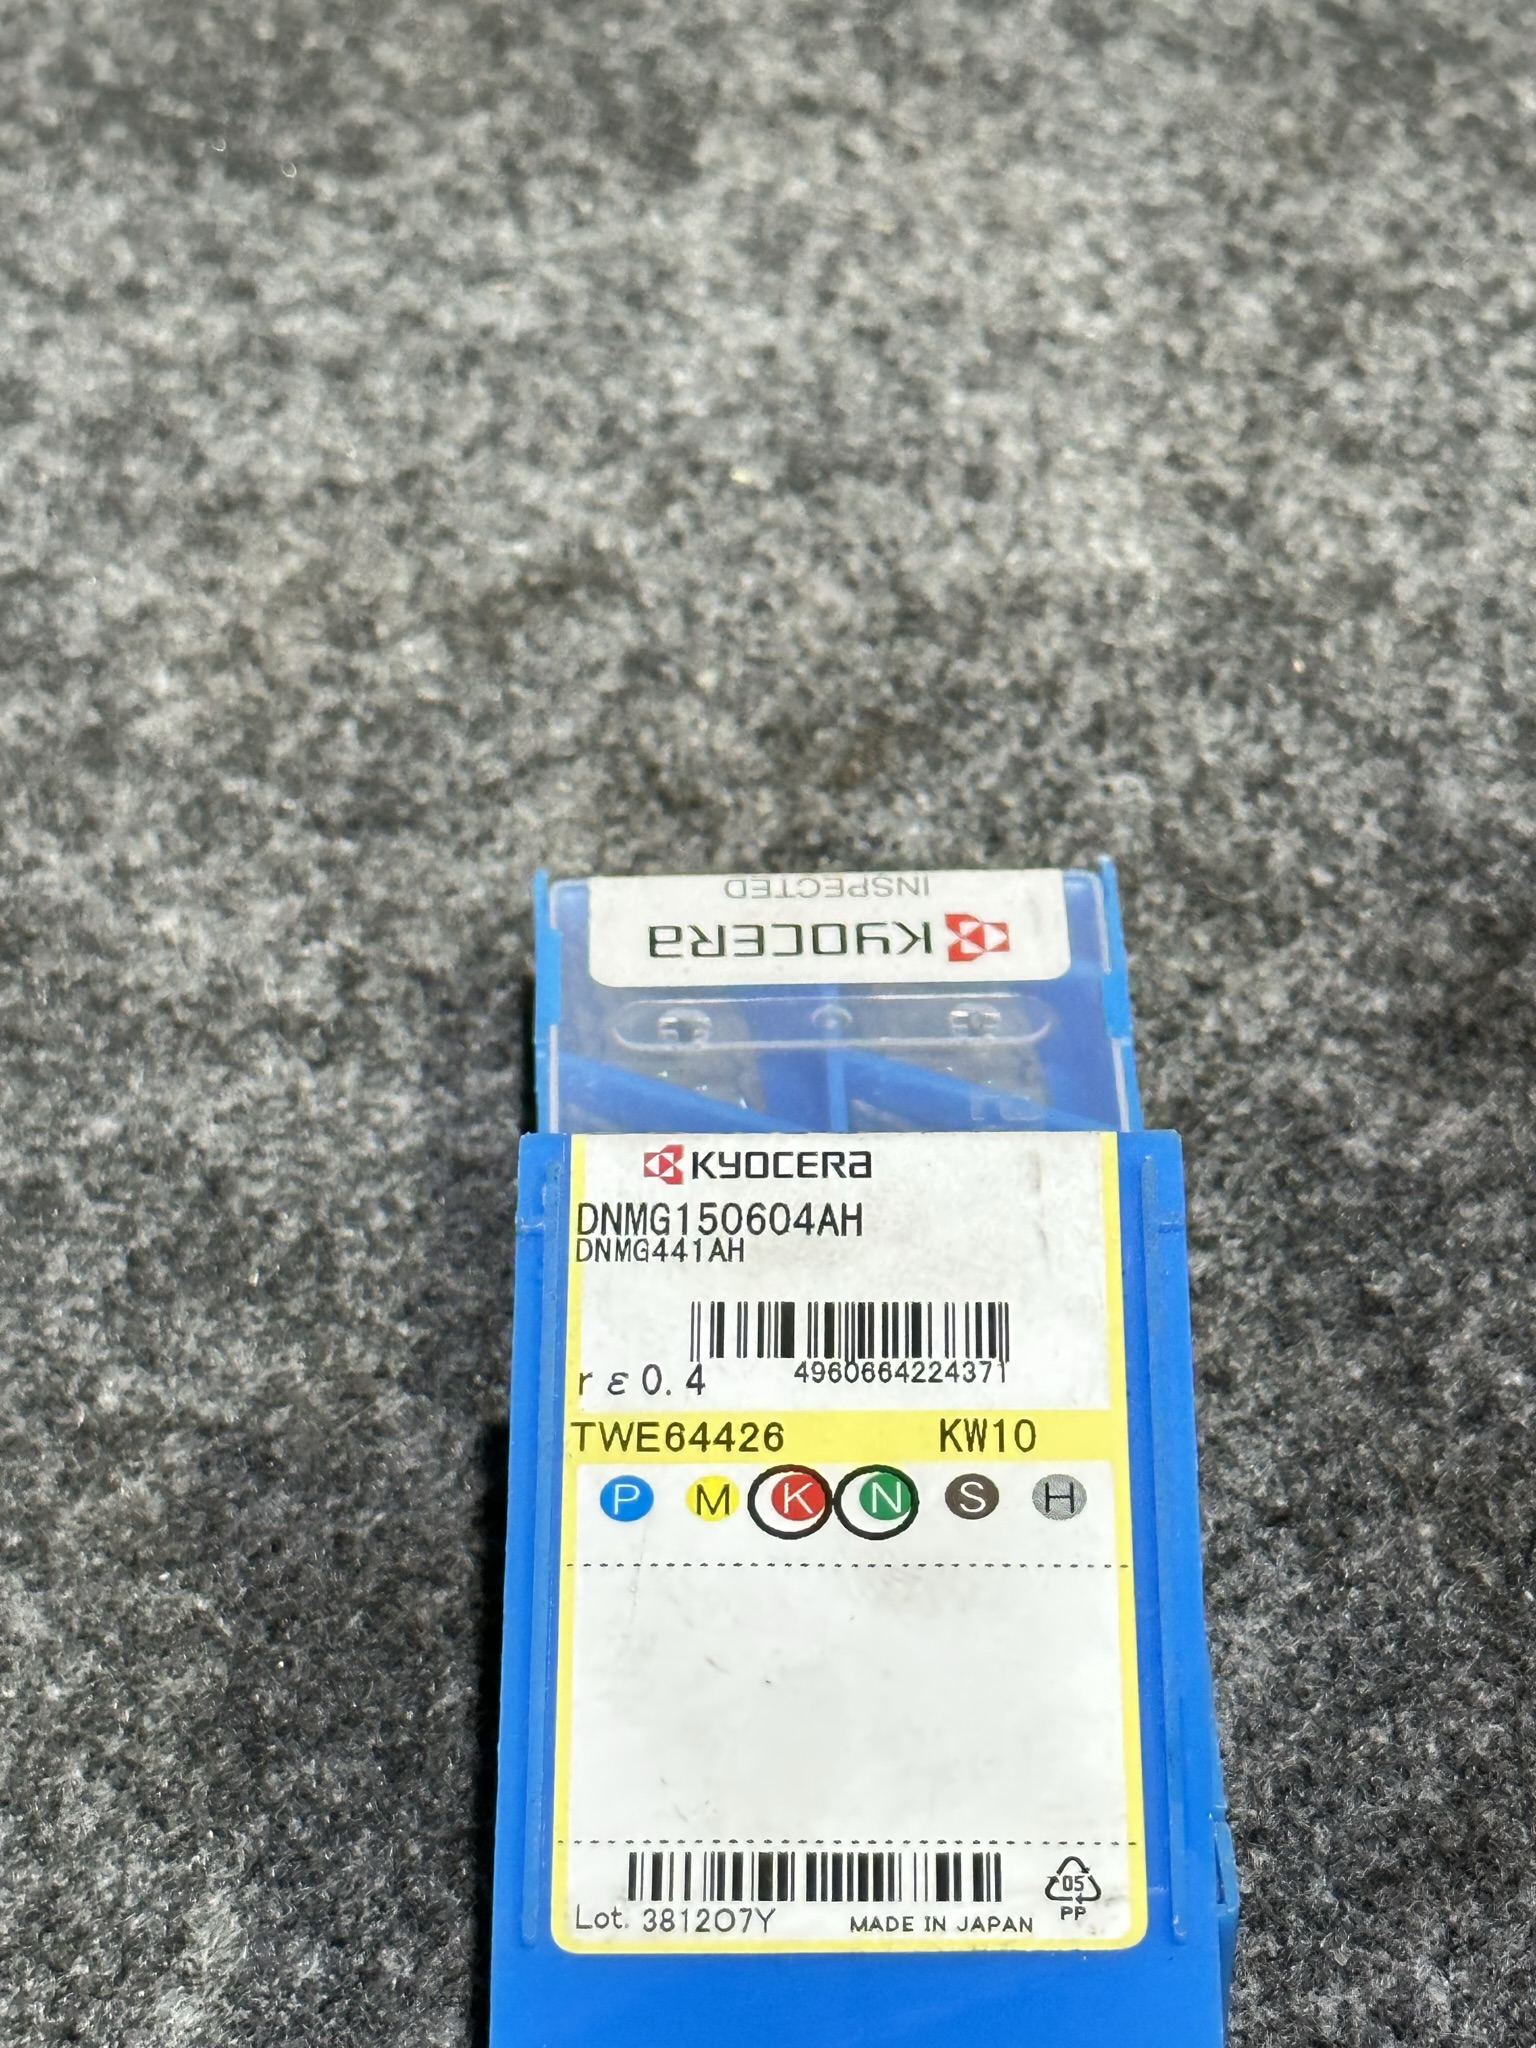 INSPECTED
KYOCERA
KYOCERA
DNMG150604AH
DNMG441AH
rε0.4
4960664224371
TWE64426 KW10
P M K N S H
Lot. 381207Y MADE IN JAPAN
05
PP